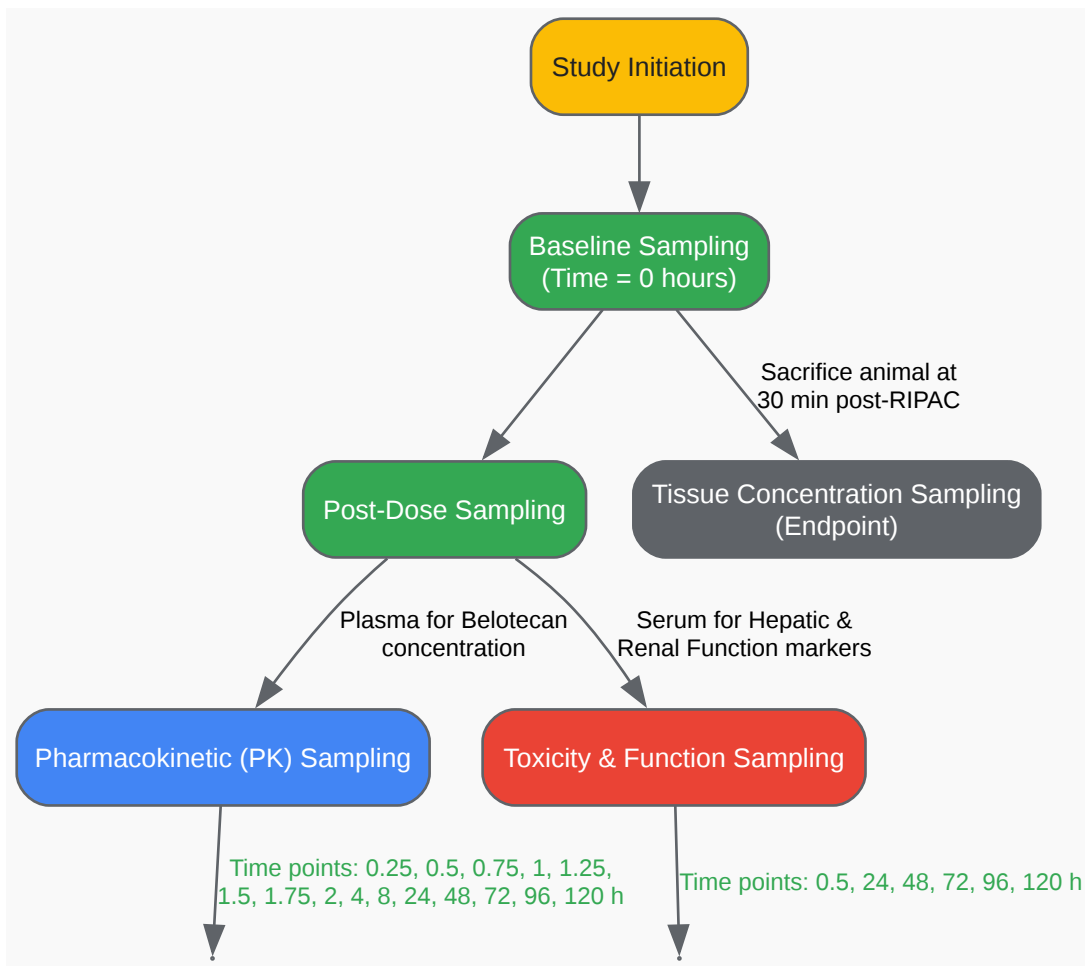 Study Initiation
Baseline Sampling
(Time = 0 hours)
Sacrifice animal at
30 min post-RIPAC
Post-Dose Sampling
Tissue Concentration Sampling
(Endpoint)
Plasma for Belotecan
concentration
Serum for Hepatic &
Renal Function markers
Pharmacokinetic (PK) Sampling
Toxicity & Function Sampling
Time points: 0.25, 0.5, 0.75, 1, 1.25,
1.5, 1.75, 2, 4, 8, 24, 48, 72, 96, 120 h
Time points: 0.5, 24, 48, 72, 96, 120 h